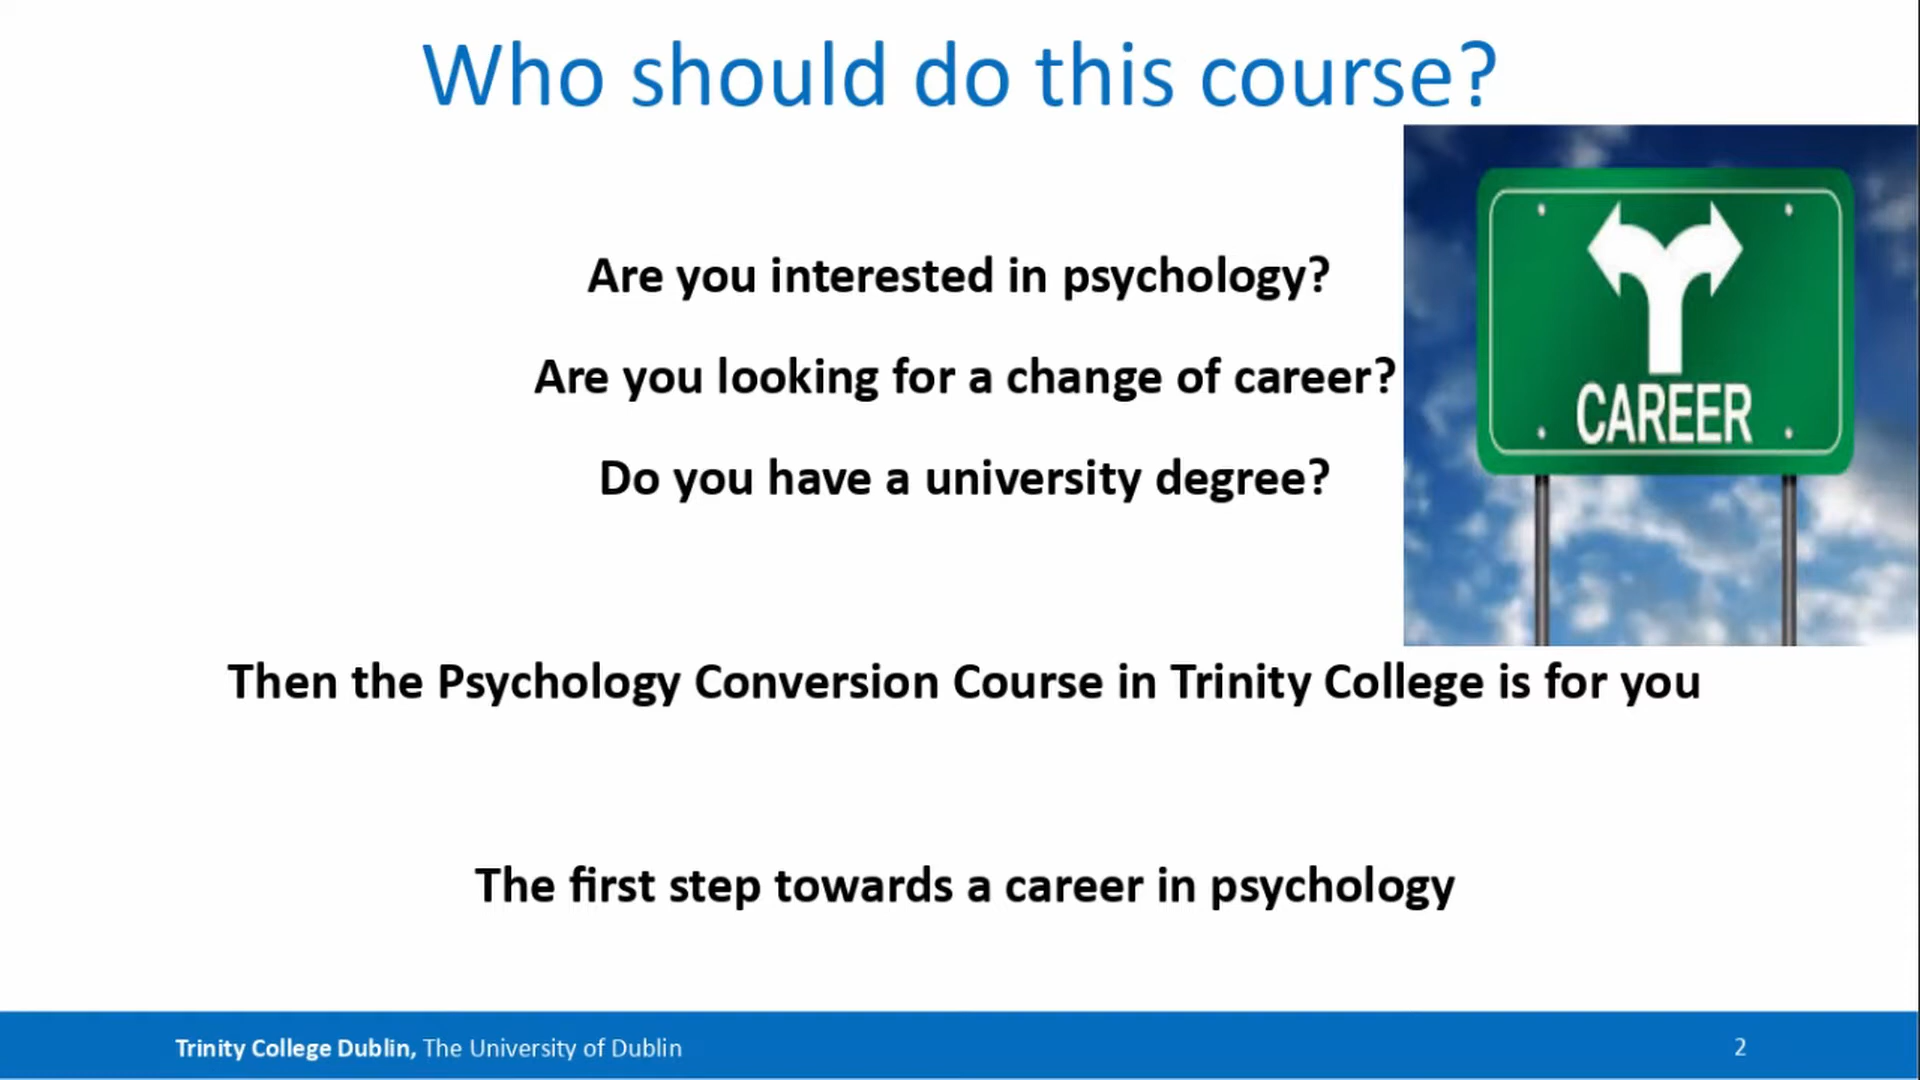 Who should do this course?
Are you interested in psychology?
Are you looking for a change of career?
Do you have a university degree?
CAREER
Then the Psychology Conversion Course in Trinity College is for you
The first step towards a career in psychology
Trinity College Dublin, The University of Dublin
2